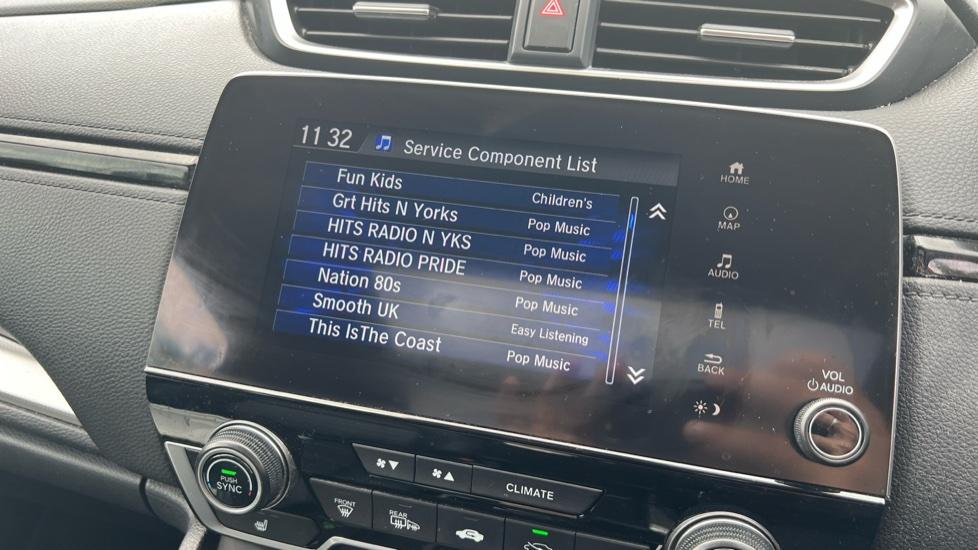 11 32 Service Component List
Fun Kids Children's
Grt Hits N Yorks Pop Music
HITS RADIO N YKS Pop Music
HITS RADIO PRIDE Pop Music
Nation 80s Pop Music
Smooth UK Easy Listening
This IsThe Coast Pop Music
HOME
MAP
AUDIO
TEL
BACK
VOL
AUDIO
PUSH
SYNC
CLIMATE
FRONT
REAR